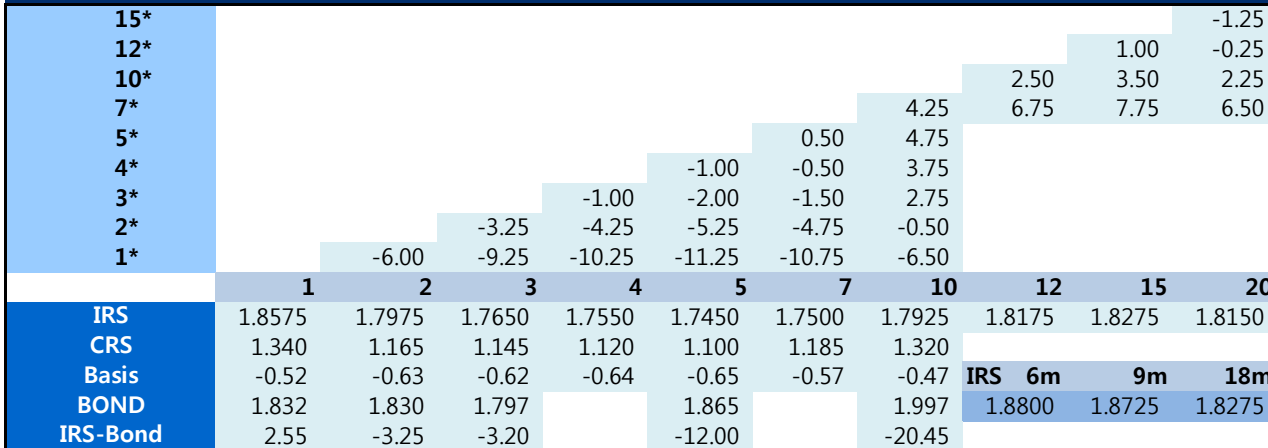 15* -1.25
12* 1.00 -0.25
10* 2.50 3.50 2.25
7* 4.25 6.75 7.75 6.50
5* 0.50 4.75
4* -1.00 -0.50 3.75
3* -1.00 -2.00 -1.50 2.75
2* -3.25 -4.25 -5.25 -4.75 -0.50
1* -6.00 -9.25 -10.25 -11.25 -10.75 -6.50
1 2 3 4 5 7 10 12 15 20
IRS 1.8575 1.7975 1.7650 1.7550 1.7450 1.7500 1.7925 1.8175 1.8275 1.8150
CRS 1.340 1.165 1.145 1.120 1.100 1.185 1.320
Basis -0.52 -0.63 -0.62 -0.64 -0.65 -0.57 -0.47 IRS 6m 9m 18m
BOND 1.832 1.830 1.797 1.865 1.997 1.8800 1.8725 1.8275
IRS-Bond 2.55 -3.25 -3.20 -12.00 -20.45